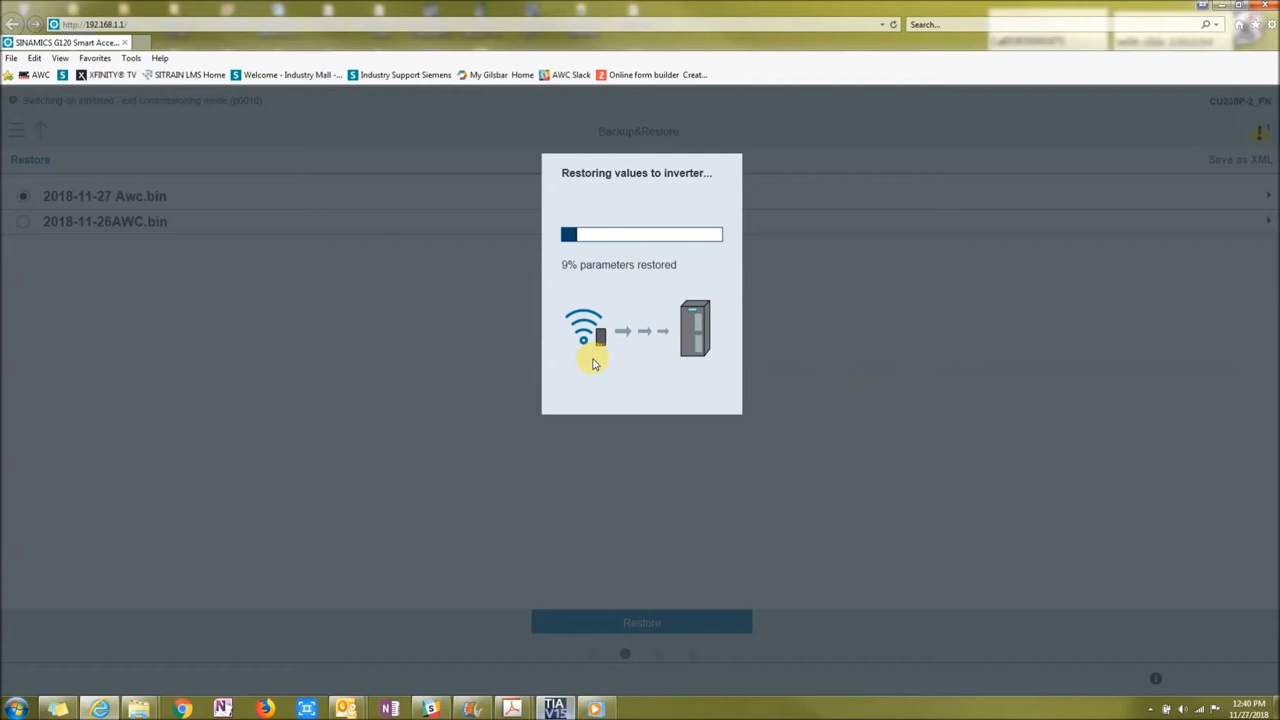 http://192.168.1.1/
Search...
SINAMICS G120 Smart Acce...
File Edit View Favorites Tools Help
AWC XFINITY® TV SITRAIN LMS Home Welcome - Industry Mall -... Industry Support Siemens My Gilsbar Home AWC Slack Online form builder Creat...
Switching-on inhibited - exit commissioning mode (p0010)
CU230P-2_PN
Backup&Restore
Restore
Save as XML
2018-11-27 Awc.bin
2018-11-26AWC.bin
Restoring values to inverter...
9% parameters restored
Restore
TIA
V15
12:40 PM
11/27/2018